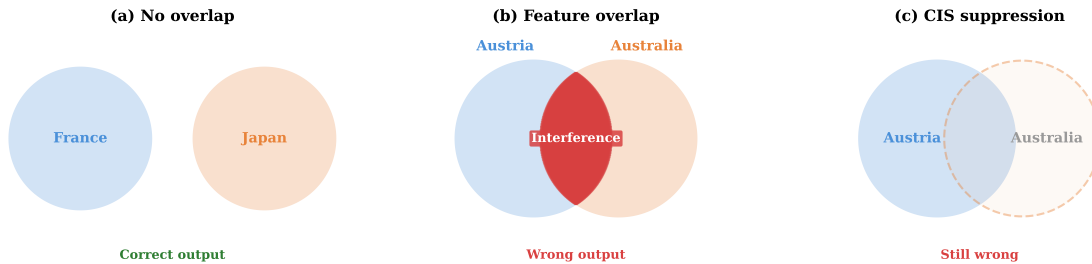 (a) No overlap
France
Japan
Correct output
(b) Feature overlap
Austria
Australia
Interference
Wrong output
(c) CIS suppression
Austria
Australia
Still wrong